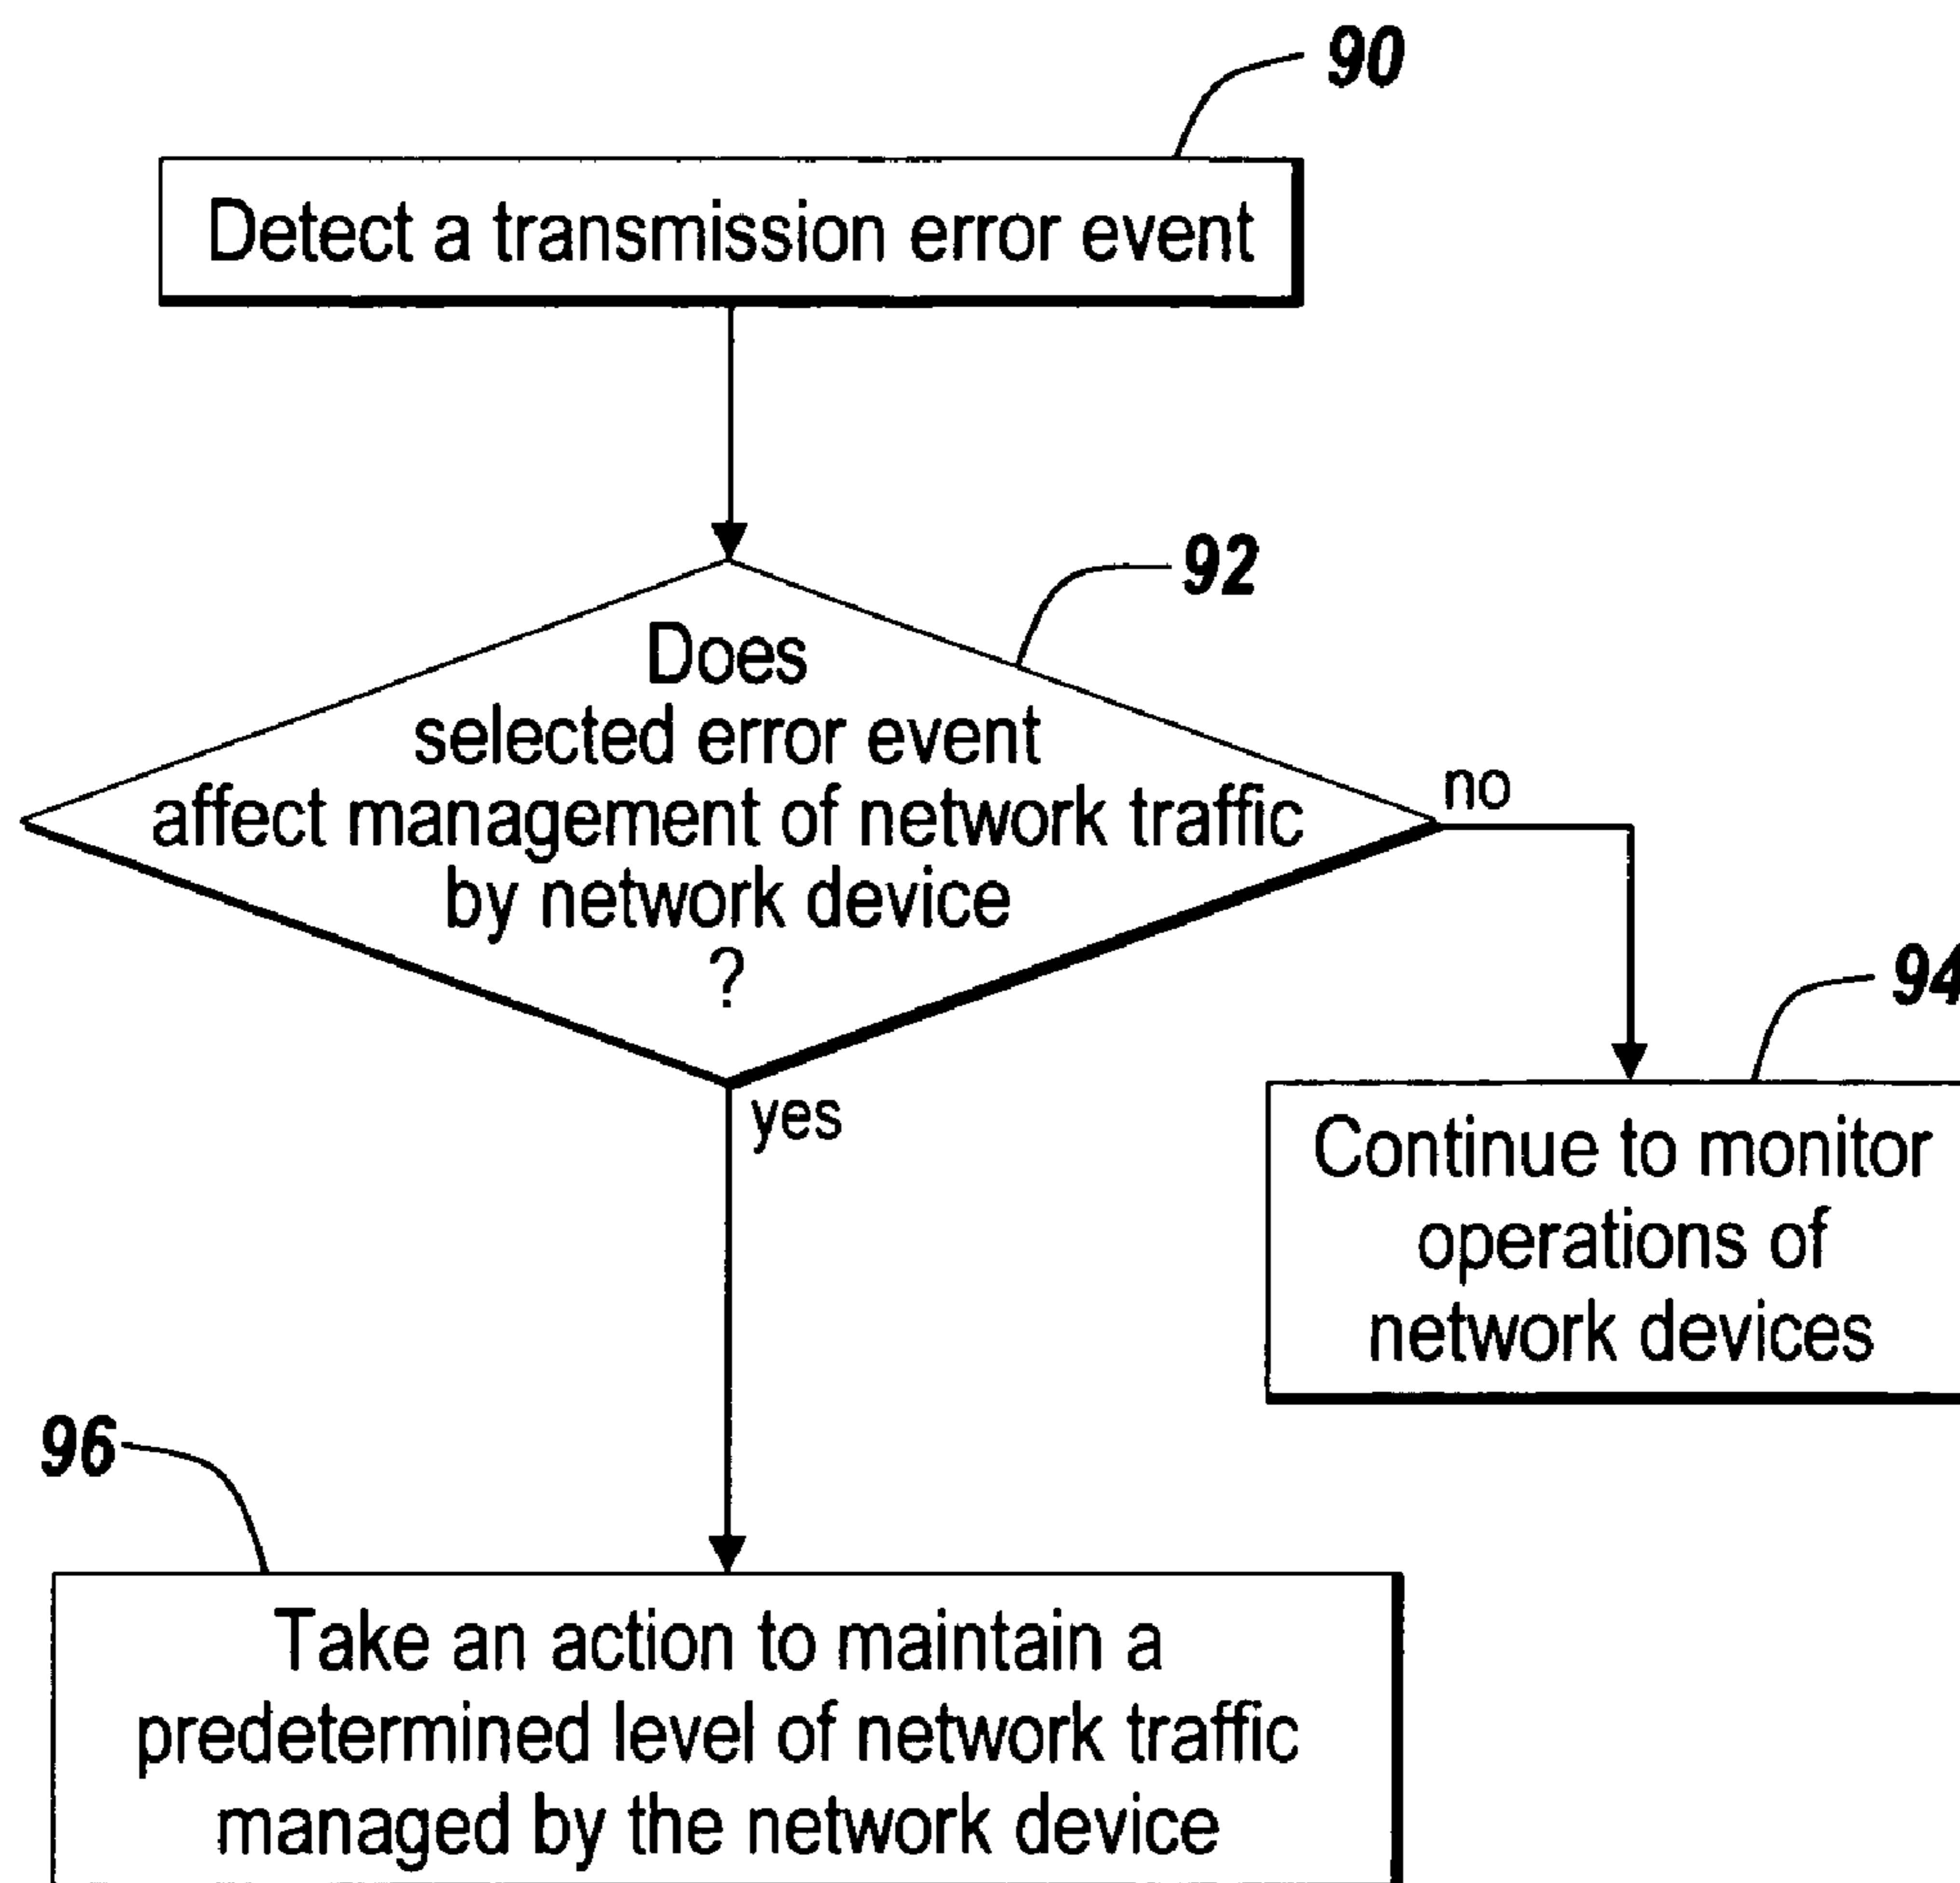 90
Detect a transmission error event
92
Does
selected error event
affect management of network traffic
by network device
?
no
yes
94
Continue to monitor
operations of
network devices
96
Take an action to maintain a
predetermined level of network traffic
managed by the network device